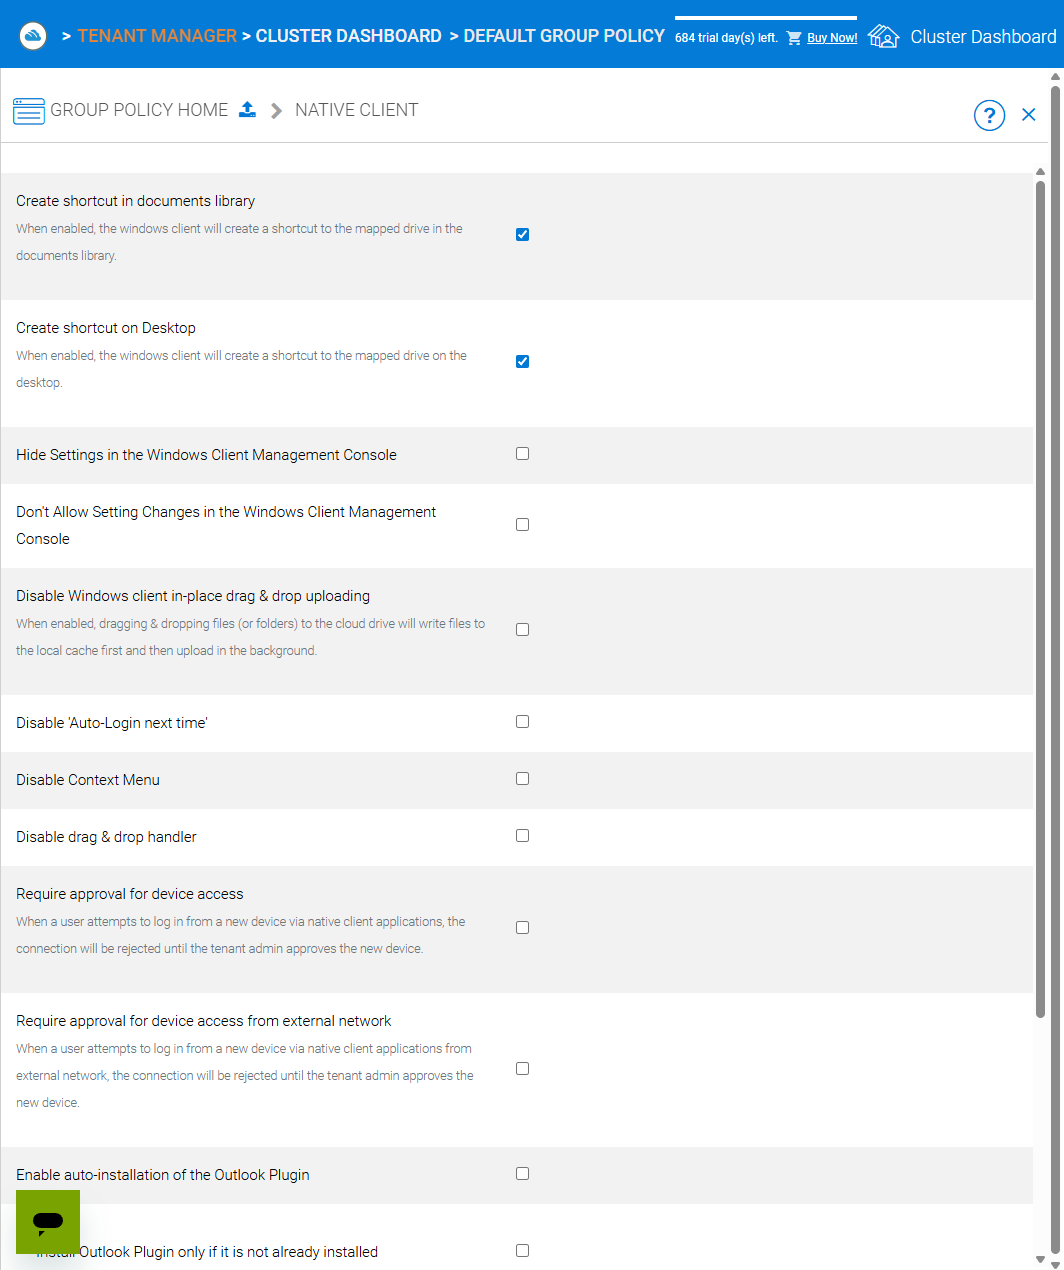 > TENANT MANAGER > CLUSTER DASHBOARD > DEFAULT GROUP POLICY 684 trial day(s) left. Buy Now! Cluster Dashboard
GROUP POLICY HOME NATIVE CLIENT ?
Create shortcut in documents library
When enabled, the windows client will create a shortcut to the mapped drive in the
documents library.
Create shortcut on Desktop
When enabled, the windows client will create a shortcut to the mapped drive on the
desktop.
Hide Settings in the Windows Client Management Console
Don't Allow Setting Changes in the Windows Client Management
Console
Disable Windows client in-place drag & drop uploading
When enabled, dragging & dropping files (or folders) to the cloud drive will write files to
the local cache first and then upload in the background.
Disable 'Auto-Login next time'
Disable Context Menu
Disable drag & drop handler
Require approval for device access
When a user attempts to log in from a new device via native client applications, the
connection will be rejected until the tenant admin approves the new device.
Require approval for device access from external network
When a user attempts to log in from a new device via native client applications from
external network, the connection will be rejected until the tenant admin approves the
new device.
Enable auto-installation of the Outlook Plugin
Install Outlook Plugin only if it is not already installed